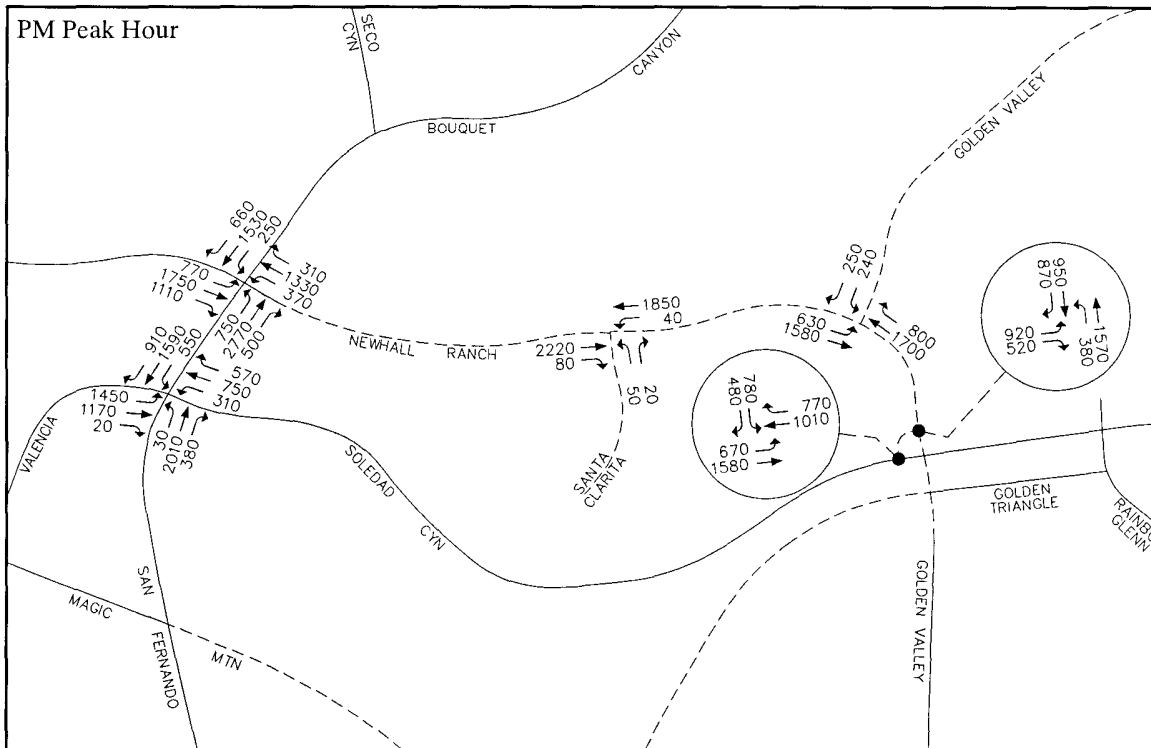 PM Peak Hour
SECO
CYN
CANYON
BOUQUET
GOLDEN VALLEY
660
1530
250
770
1750
1110
310
1330
370
750
2770
500
NEWHALL RANCH
1850
40
2220
80
50
20
250
240
630
1580
800
1700
950
870
920
520
1570
380
910
1590
550
1450
1170
20
570
750
310
30
2010
380
780
480
770
1010
670
1580
VALENCIA
SOLEDAD
CYN
SANTA
CLARITA
GOLDEN
TRIANGLE
RAINBO
GLENN
GOLDEN VALLEY
SAN
FERNANDO
MAGIC
MTN